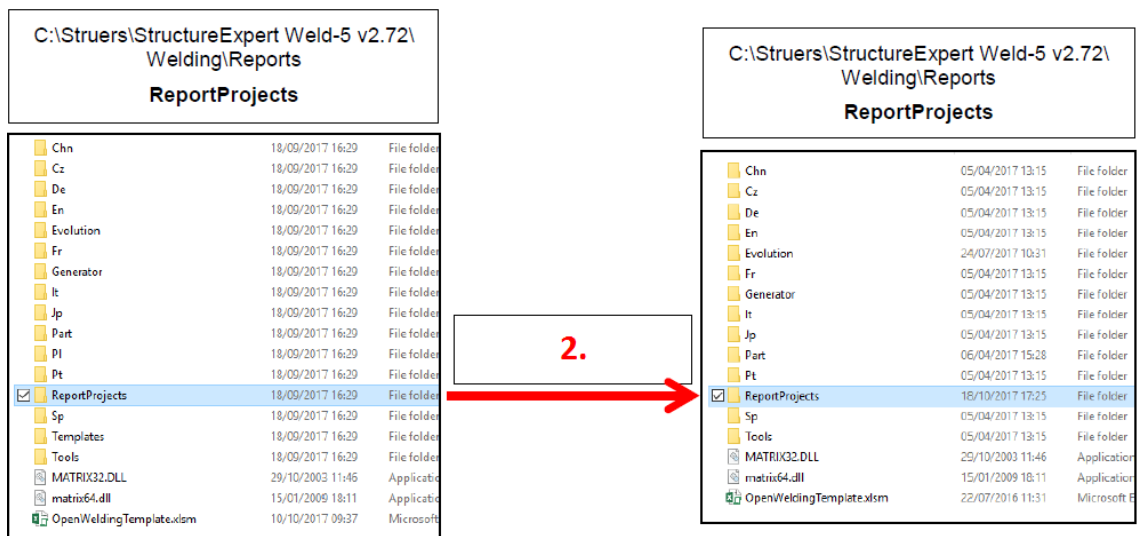 C:\Struers\StructureExpert Weld-5 v2.72\
Welding\Reports
ReportProjects
Chn 18/09/2017 16:29 File folder
Cz 18/09/2017 16:29 File folder
De 18/09/2017 16:29 File folder
En 18/09/2017 16:29 File folder
Evolution 18/09/2017 16:29 File folder
Fr 18/09/2017 16:29 File folder
Generator 18/09/2017 16:29 File folder
It 18/09/2017 16:29 File folder
Jp 18/09/2017 16:29 File folder
Part 18/09/2017 16:29 File folder
Pl 18/09/2017 16:29 File folder
Pt 18/09/2017 16:29 File folder
ReportProjects 18/09/2017 16:29 File folder
Sp 18/09/2017 16:29 File folder
Templates 18/09/2017 16:29 File folder
Tools 18/09/2017 16:29 File folder
MATRIX32.DLL 29/10/2003 11:46 Applicatic
matrix64.dll 15/01/2009 18:11 Applicatic
OpenWeldingTemplate.xlsm 10/10/2017 09:37 Microsoft
2.
C:\Struers\StructureExpert Weld-5 v2.72\
Welding\Reports
ReportProjects
Chn 05/04/2017 13:15 File folder
Cz 05/04/2017 13:15 File folder
De 05/04/2017 13:15 File folder
En 05/04/2017 13:15 File folder
Evolution 24/07/2017 10:31 File folder
Fr 05/04/2017 13:15 File folder
Generator 05/04/2017 13:15 File folder
It 05/04/2017 13:15 File folder
Jp 05/04/2017 13:15 File folder
Part 06/04/2017 15:28 File folder
Pt 05/04/2017 13:15 File folder
ReportProjects 18/10/2017 17:25 File folder
Sp 05/04/2017 13:15 File folder
Tools 05/04/2017 13:15 File folder
MATRIX32.DLL 29/10/2003 11:46 Application
matrix64.dll 15/01/2009 18:11 Application
OpenWeldingTemplate.xlsm 22/07/2016 11:31 Microsoft E